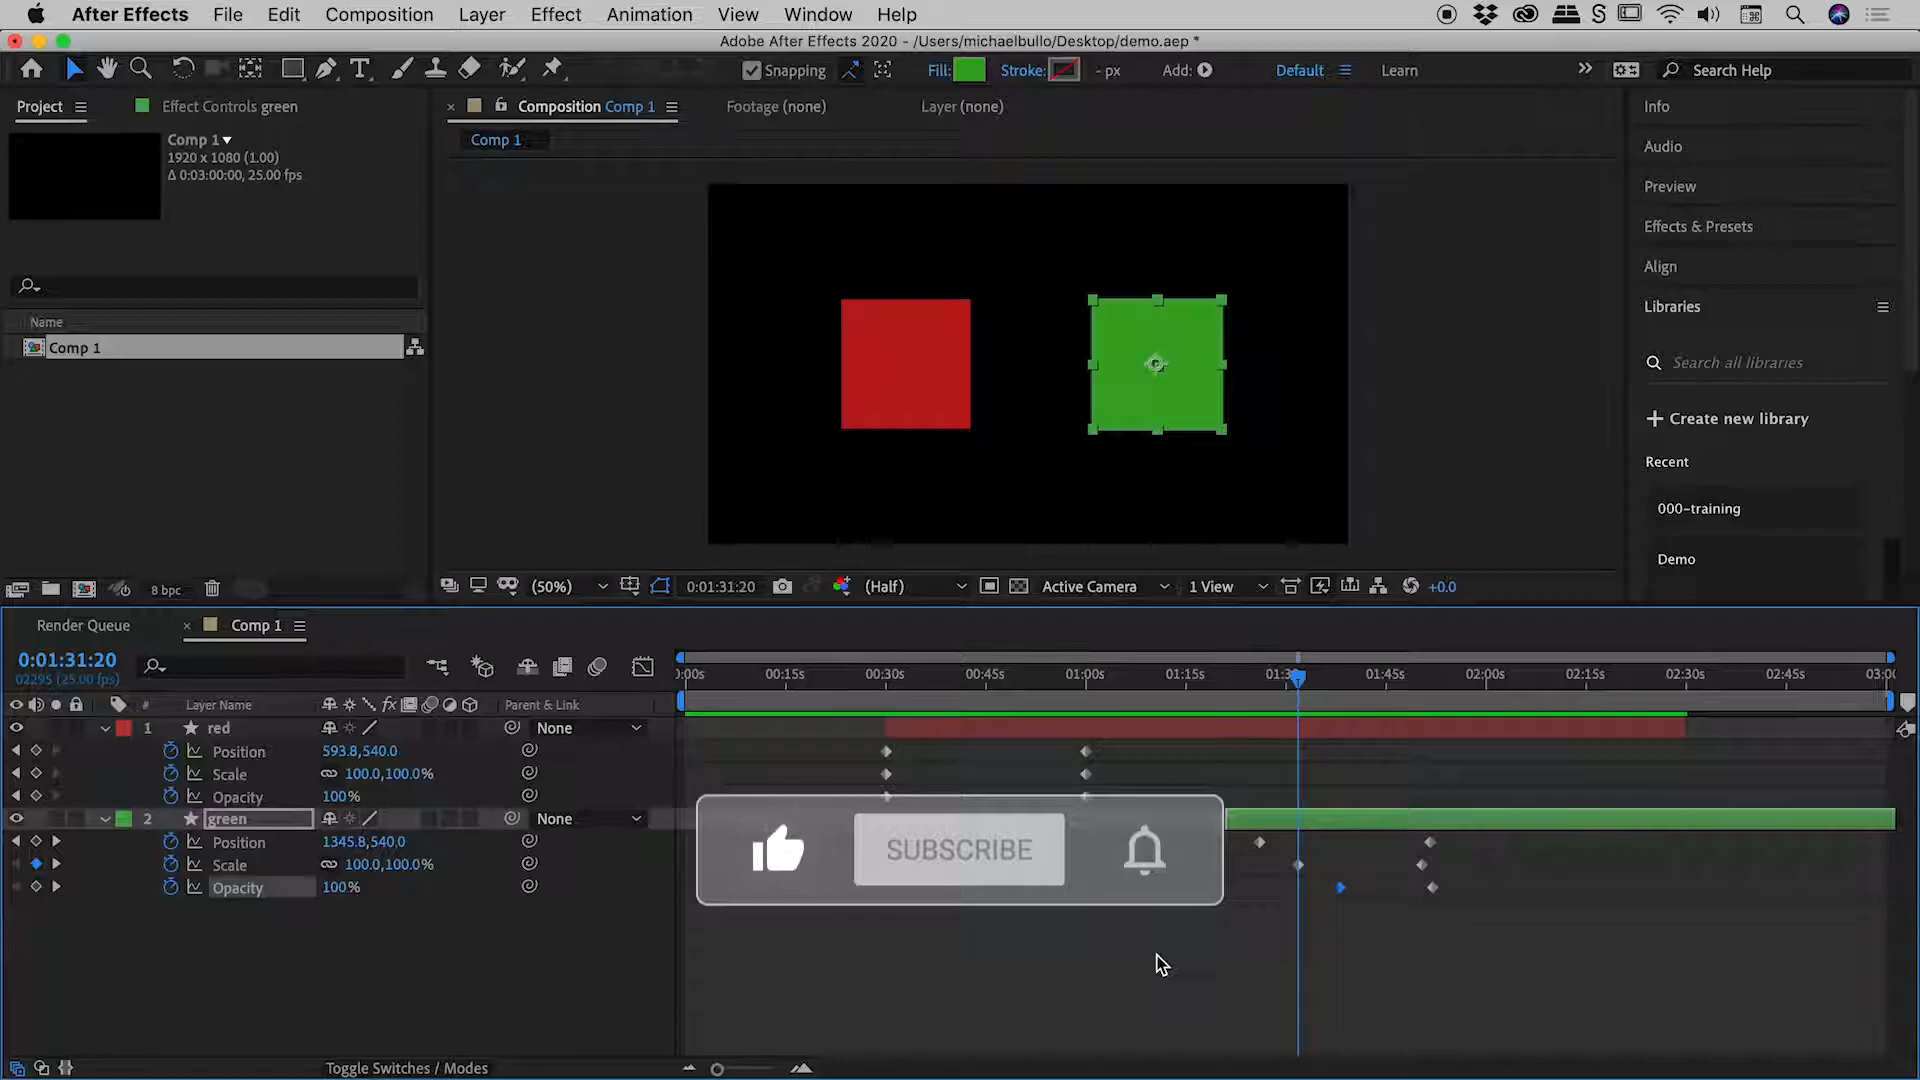 After Effects File Edit Composition Layer Effect Animation View Window Help
Adobe After Effects 2020 - /Users/michaelbullo/Desktop/demo.aep *
Snapping Fill: Stroke: - px Add: Default Learn Search Help
Project Effect Controls green Composition Comp 1 Footage (none) Layer (none) Info
Comp 1
1920 x 1080 (1.00)
Δ 0:03:00:00, 25.00 fps
Comp 1
Audio
Preview
Effects & Presets
Align
Libraries
Search all libraries
Create new library
Recent
000-training
Demo
Name
Comp 1
8 bpc
(50%) 0:01:31:20 (Half) Active Camera 1 View +0.0
Render Queue Comp 1
0:01:31:20
02295 (25.00 fps)
:00s 00:15s 00:30s 00:45s 01:00s 01:15s 01:30 01:45s 02:00s 02:15s 02:30s 02:45s 03:00
# Layer Name fx Parent & Link
1 red None
Position 593.8,540.0
Scale 100.0,100.0%
Opacity 100%
2 green None
Position 1345.8,540.0
Scale 100.0,100.0%
Opacity 100%
SUBSCRIBE
Toggle Switches / Modes